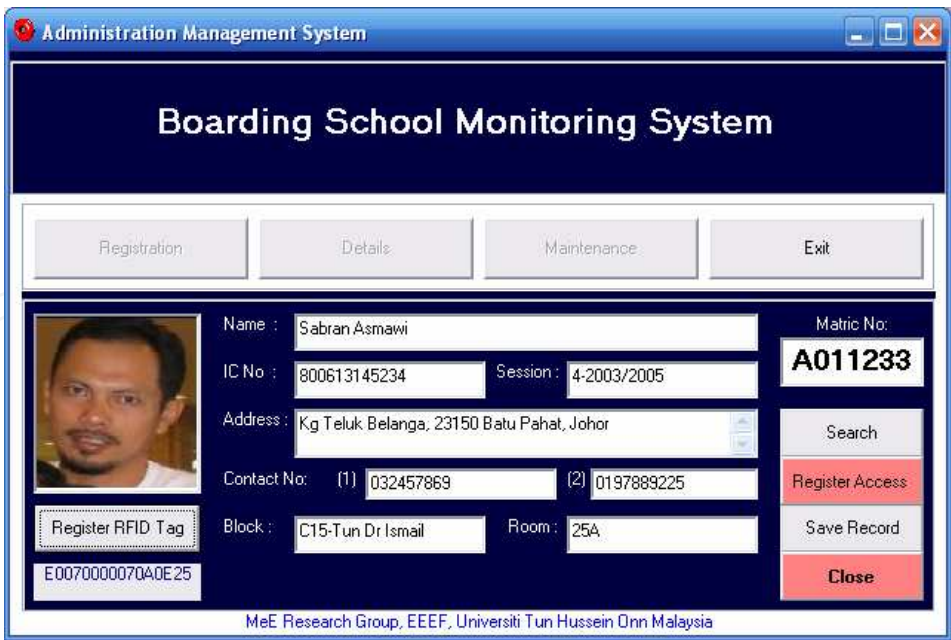 Administration Management System
Boarding School Monitoring System
Registration Details Maintenance Exit
Name : Sabran Asmawi
Matric No:
A011233
IC No : 800613145234 Session : 4-2003/2005
Address : Kg Teluk Belanga, 23150 Batu Pahat, Johor
Search
Contact No: (1) 032457869 (2) 0197889225
Register Access
Register RFID Tag
Block : C15-Tun Dr Ismail Room : 25A
Save Record
E0070000070A0E25
Close
MeE Research Group, EEEF, Universiti Tun Hussein Onn Malaysia